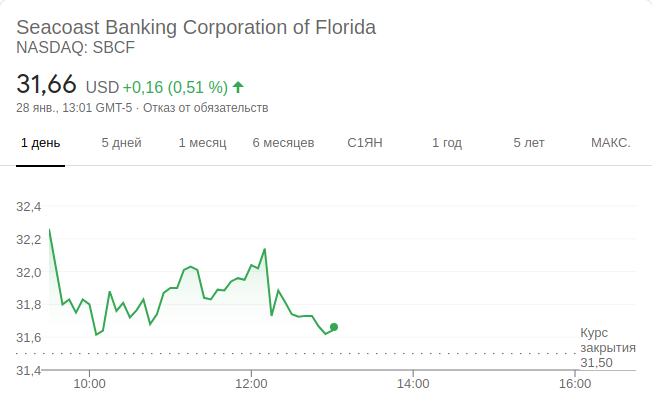 Seacoast Banking Corporation of Florida
NASDAQ: SBCF
31,66 USD +0,16 (0,51 %)
28 янв., 13:01 GMT-5 · Отказ от обязательств
1 день 5 дней 1 месяц 6 месяцев С1ЯН 1 год 5 лет МАКС.
32,4
32,2
32,0
31,8
31,6
Курс
закрытия
31,50
31,4
10:00 12:00 14:00 16:00